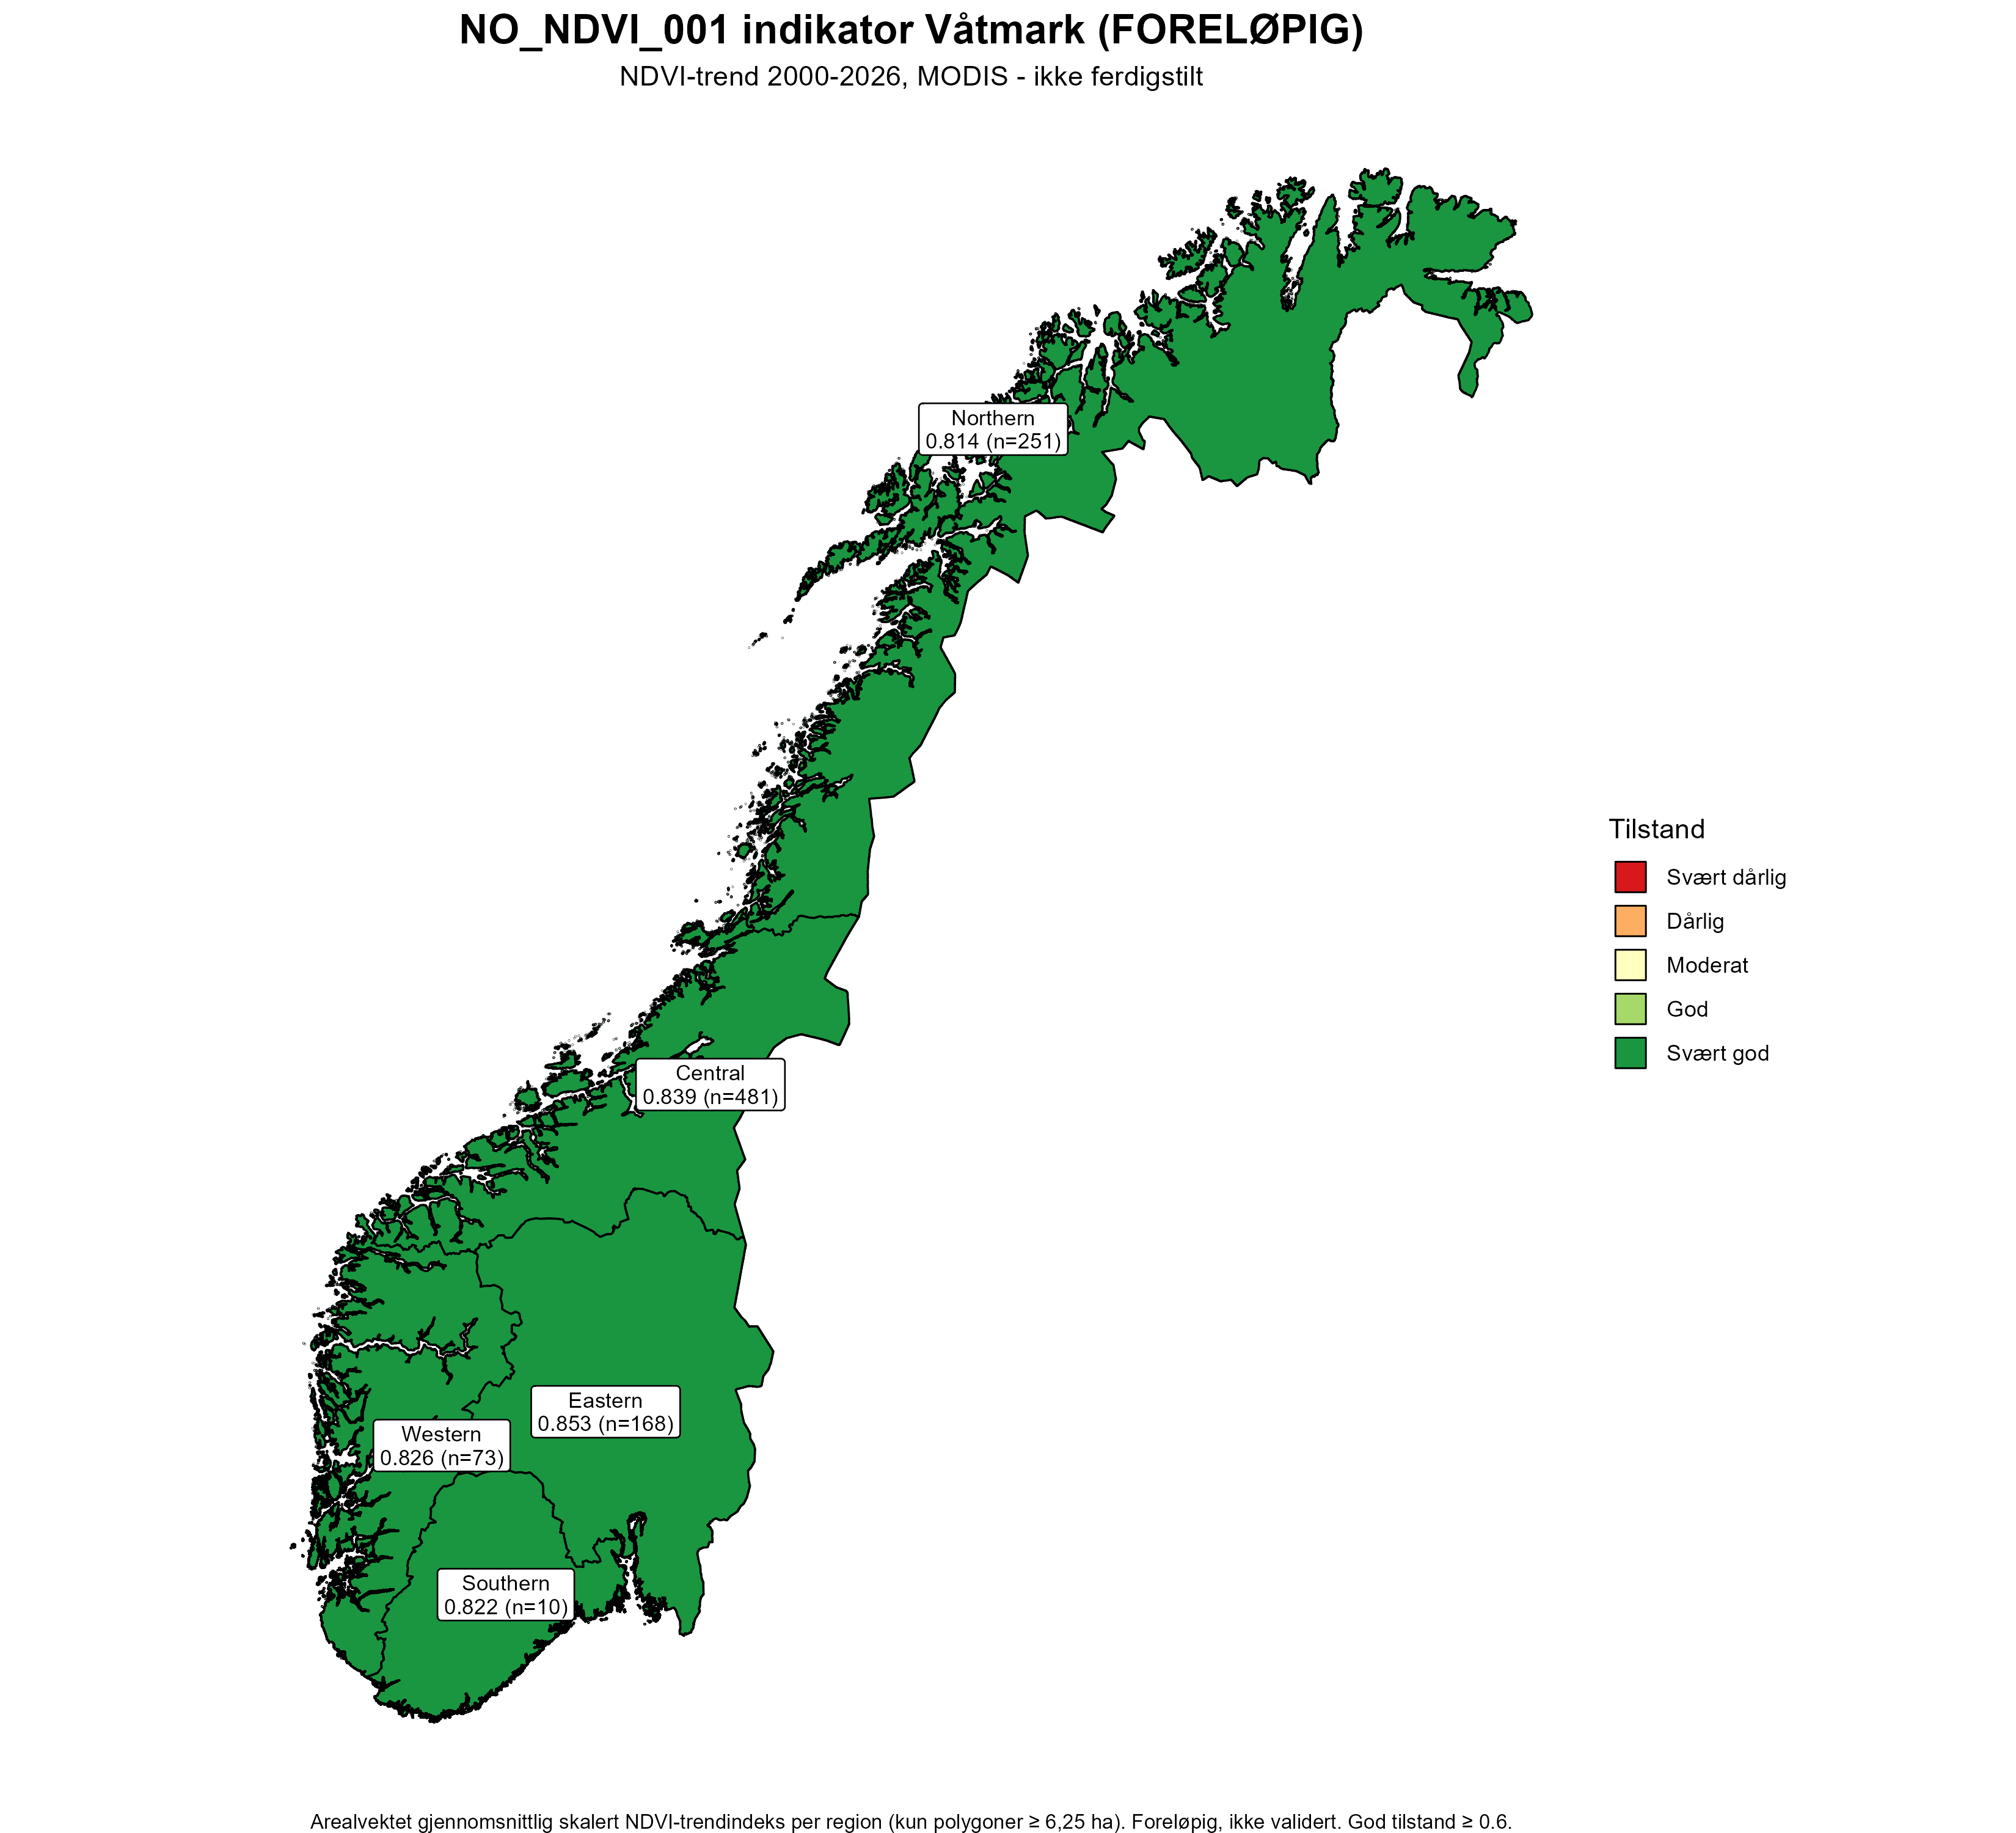 NO_NDVI_001 indikator Våtmark (FORELØPIG)
NDVI-trend 2000-2026, MODIS - ikke ferdigstilt
Northern
0.814 (n=251)
Tilstand
Svært dårlig
Dårlig
Moderat
God
Svært god
Central
0.839 (n=481)
Eastern
0.853 (n=168)
Western
0.826 (n=73)
Southern
0.822 (n=10)
Arealvektet gjennomsnittlig skalert NDVI-trendindeks per region (kun polygoner ≥ 6,25 ha). Foreløpig, ikke validert. God tilstand ≥ 0.6.